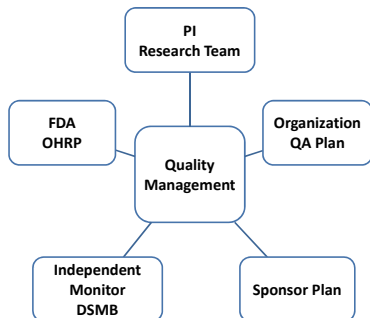 PI
Research Team
FDA
OHRP
Organization
QA Plan
Quality
Management
Independent
Monitor
DSMB
Sponsor Plan